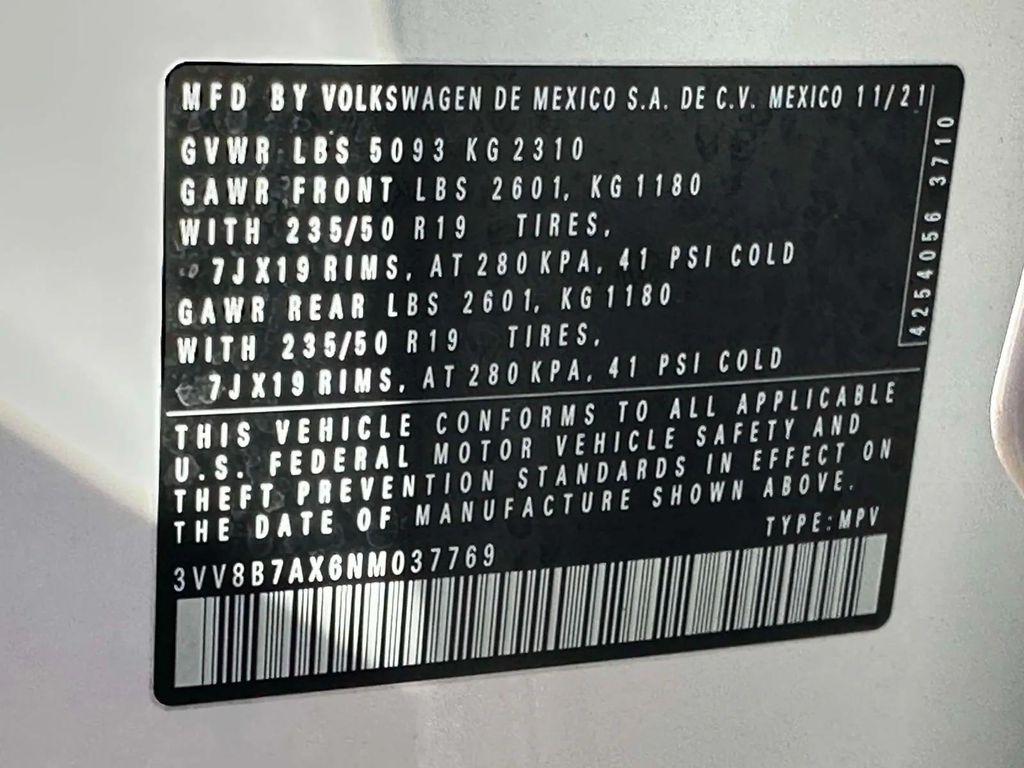 MFD BY VOLKSWAGEN DE MEXICO S.A. DE C.V. MEXICO 11/21
GVWR LBS 5093 KG 2310
GAWR FRONT LBS 2601, KG 1180
WITH 235/50 R19 TIRES,
7JX19 RIMS, AT 280 KPA, 41 PSI COLD
GAWR REAR LBS 2601, KG 1180
WITH 235/50 R19 TIRES,
7JX19 RIMS, AT 280 KPA, 41 PSI COLD
4254056 3710
THIS VEHICLE CONFORMS TO ALL APPLICABLE
U.S. FEDERAL MOTOR VEHICLE SAFETY AND
THEFT PREVENTION STANDARDS IN EFFECT ON
THE DATE OF MANUFACTURE SHOWN ABOVE.
TYPE: MPV
3VV8B7AX6NM037769